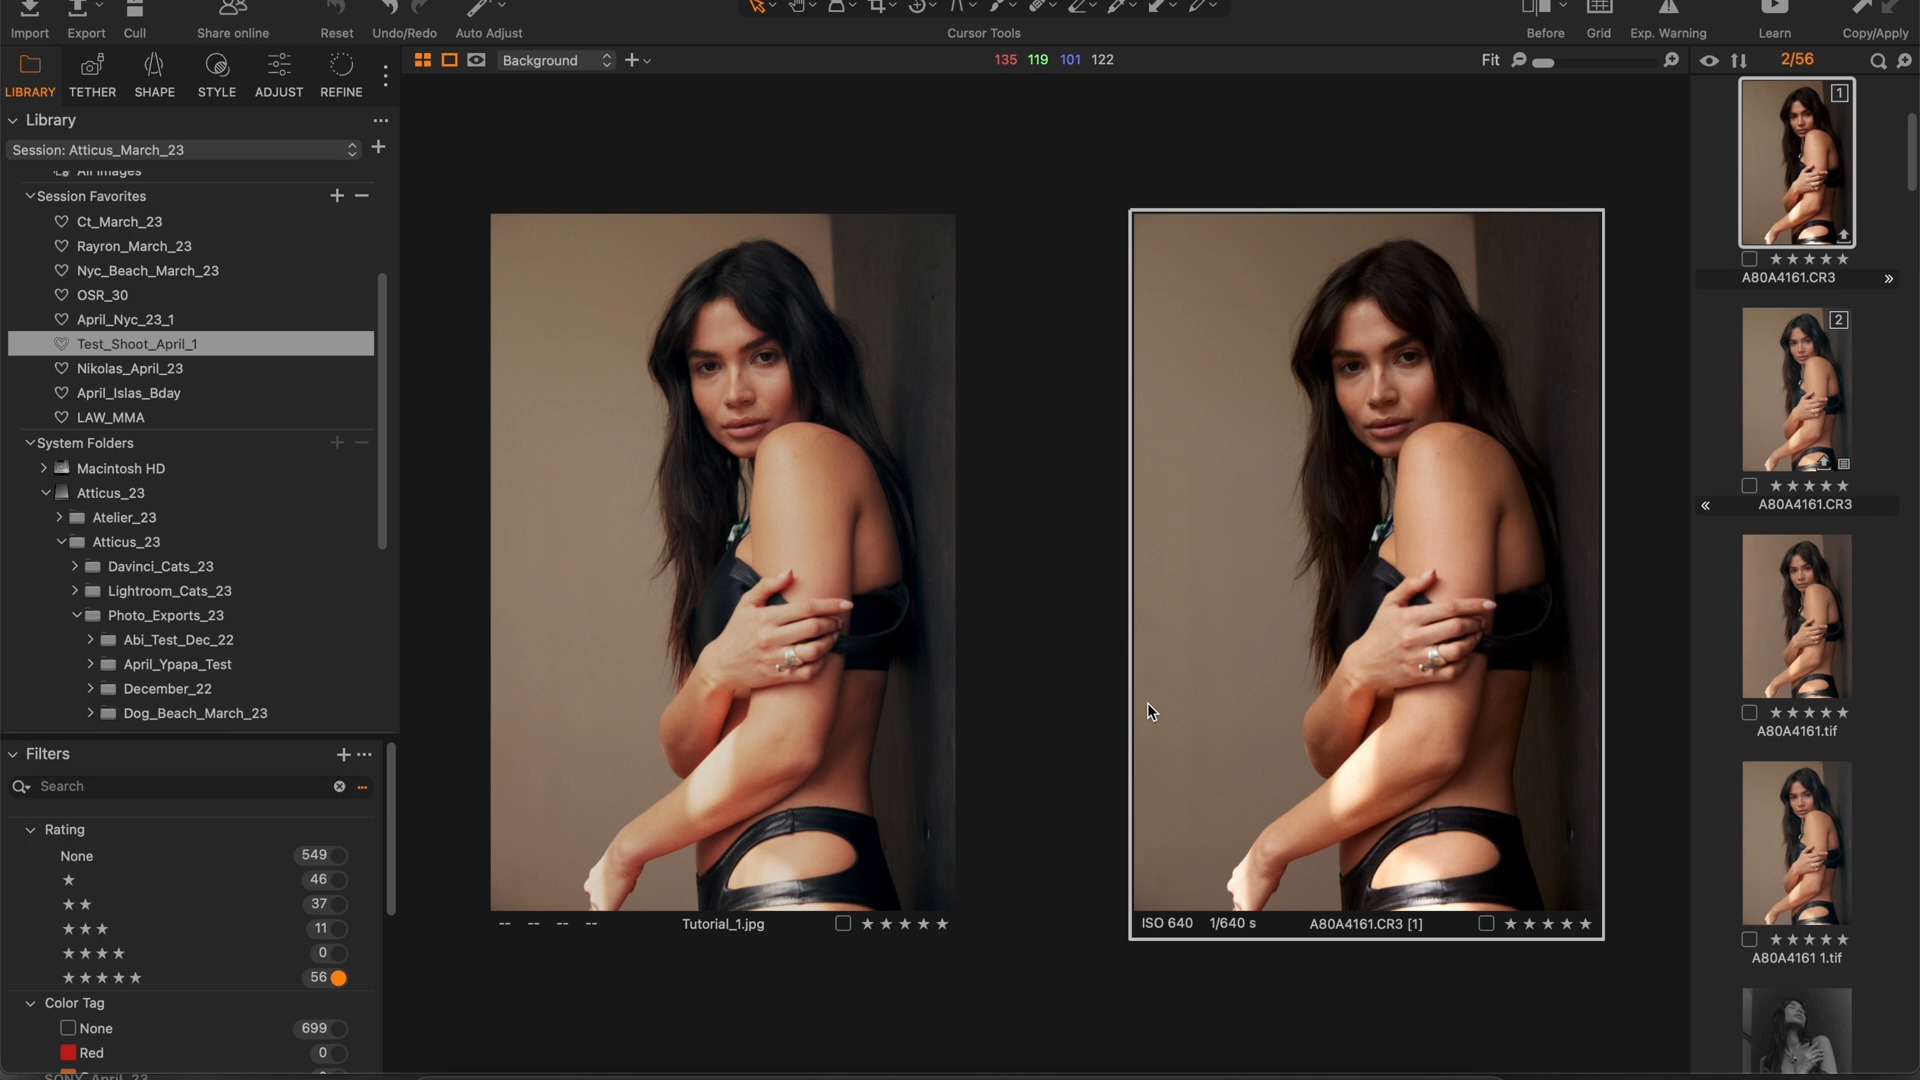 Import
Export
Cull
Share online
Reset
Undo/Redo
Auto Adjust
Cursor Tools
Before
Grid
Exp. Warning
Learn
Copy/Apply
LIBRARY
TETHER
SHAPE
STYLE
ADJUST
REFINE
Background
135 119 101 122
Fit
2/56
Library
Session: Atticus_March_23
All Images
Session Favorites
Ct_March_23
Rayron_March_23
Nyc_Beach_March_23
OSR_30
April_Nyc_23_1
Test_Shoot_April_1
Nikolas_April_23
April_Islas_Bday
LAW_MMA
System Folders
Macintosh HD
Atticus_23
Atelier_23
Atticus_23
Davinci_Cats_23
Lightroom_Cats_23
Photo_Exports_23
Abi_Test_Dec_22
April_Ypapa_Test
December_22
Dog_Beach_March_23
Filters
Search
Rating
None 549
46
37
11
0
56
Color Tag
None 699
Red 0
SONY_April_23
-- -- -- --
Tutorial_1.jpg
ISO 640 1/640 s A80A4161.CR3 [1]
1
A80A4161.CR3
2
A80A4161.CR3
A80A4161.tif
A80A4161 1.tif